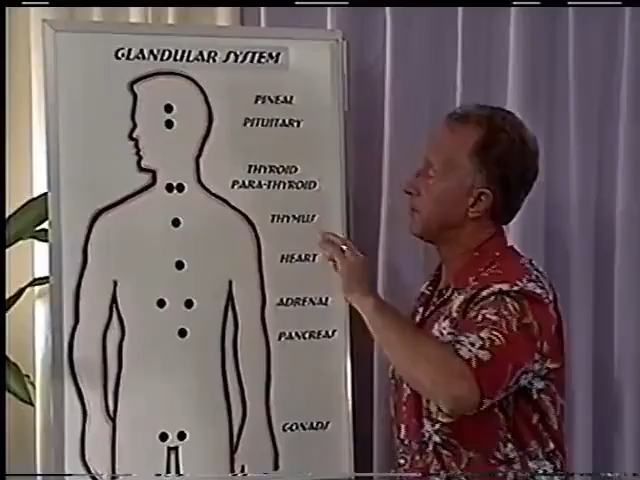 GLANDULAR SYSTEM
PINEAL
PITUITARY
THYROID
PARA-THYROID
THYMUS
HEART
ADRENAL
PANCREAS
GONADS